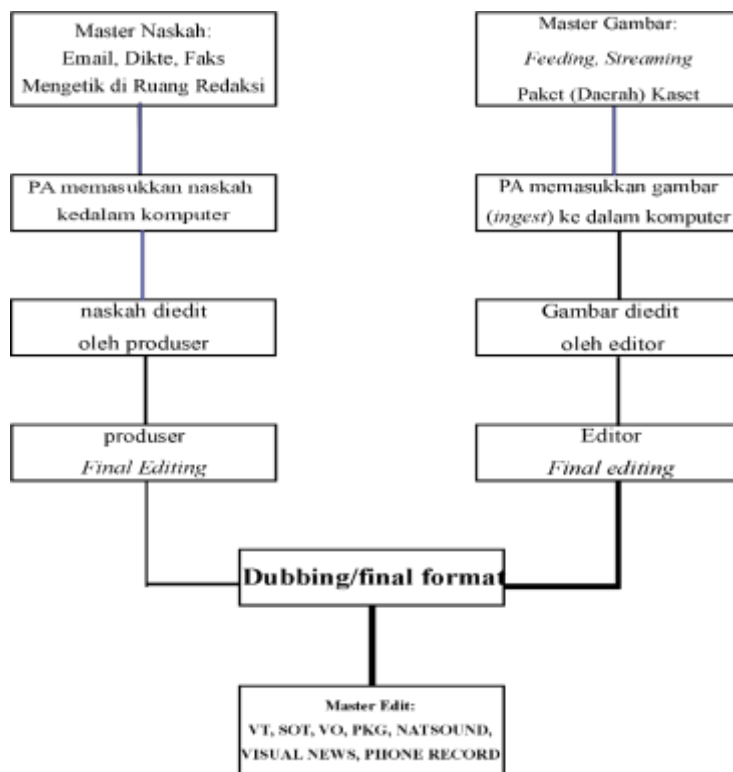 Master Naskah:
Email, Dikte, Faks
Mengetik di Ruang Redaksi
Master Gambar:
Feeding, Streaming
Paket (Daerah) Kaset
PA memasukkan naskah
kedalam komputer
PA memasukkan gambar
(ingest) ke dalam komputer
naskah diedit
oleh produser
Gambar diedit
oleh editor
produser
Final Editing
Editor
Final editing
Dubbing/final format
Master Edit:
VT, SOT, VO, PKG, NATSOUND,
VISUAL NEWS, PHONE RECORD